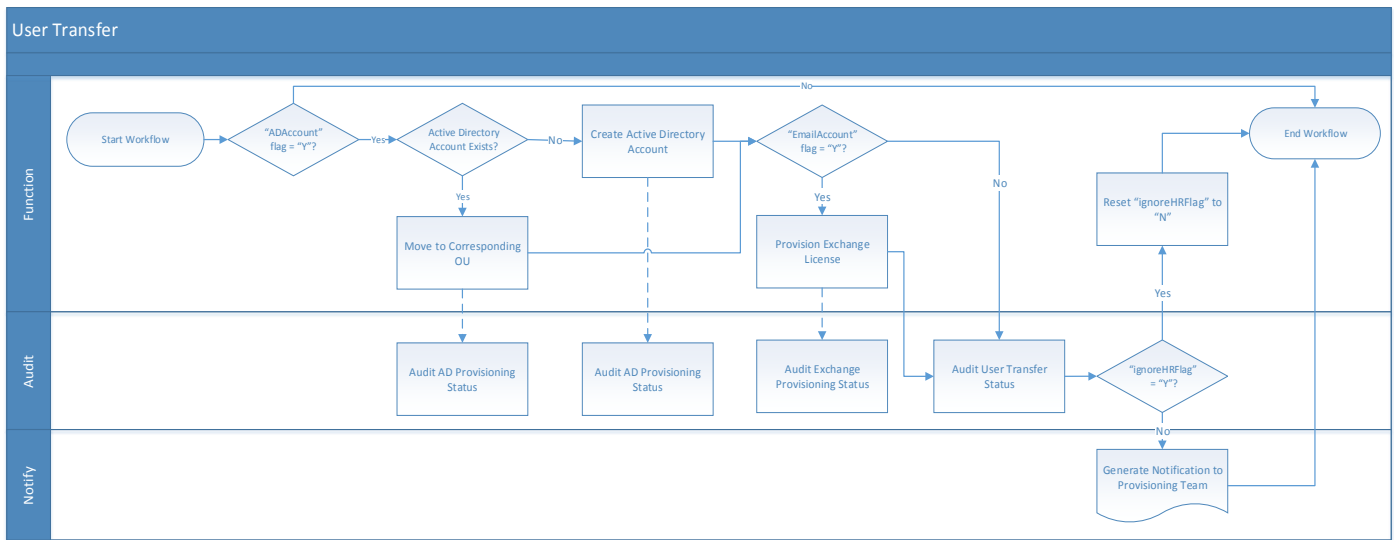 User Transfer
Function
No
Start Workflow
“ADAccount”
flag = “Y”?
Yes
Active Directory
Account Exists?
No
Create Active Directory
Account
“EmailAccount”
flag = “Y”?
No
End Workflow
Yes
Move to Corresponding
OU
Yes
Provision Exchange
License
Reset “ignoreHRFlag” to
“N”
Yes
Audit
Audit AD Provisioning
Status
Audit AD Provisioning
Status
Audit Exchange
Provisioning Status
Audit User Transfer
Status
“ignoreHRFlag”
= “Y”?
No
Notify
Generate Notification to
Provisioning Team